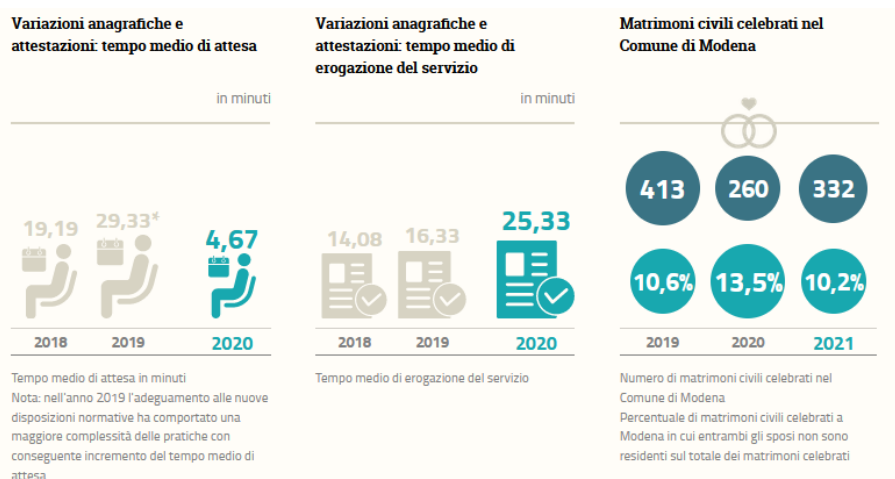 Variazioni anagrafiche e
attestazioni: tempo medio di attesa
in minuti
19,19
29,33*
4,67
2018
2019
2020
Tempo medio di attesa in minuti
Nota: nell'anno 2019 l'adeguamento alle nuove
disposizioni normative ha comportato una
maggiore complessità delle pratiche con
conseguente incremento del tempo medio di
attesa
Variazioni anagrafiche e
attestazioni: tempo medio di
erogazione del servizio
in minuti
14,08
16,33
25,33
2018
2019
2020
Tempo medio di erogazione del servizio
Matrimoni civili celebrati nel
Comune di Modena
413
260
332
10,6%
13,5%
10,2%
2019
2020
2021
Numero di matrimoni civili celebrati nel
Comune di Modena
Percentuale di matrimoni civili celebrati a
Modena in cui entrambi gli sposi non sono
residenti sul totale dei matrimoni celebrati